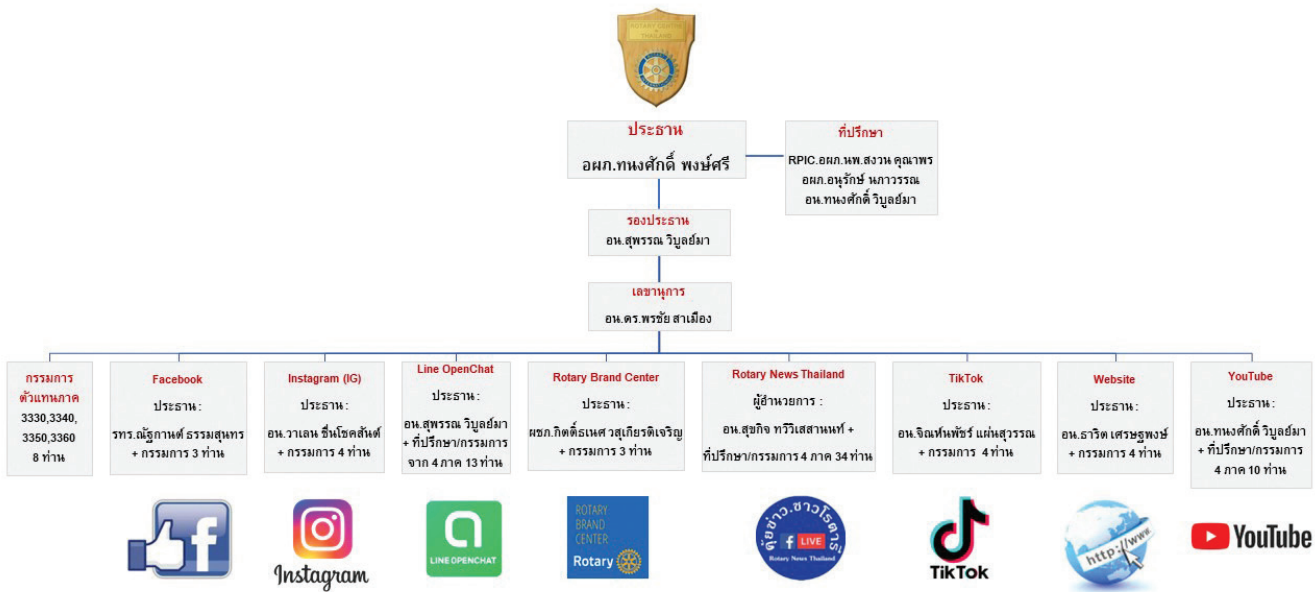 ROTARY CENTER
IN
THAILAND
ประธาน
อผภ.ทนงศักดิ์ พงษ์ศรี
ที่ปรึกษา
RPIC.อผภ.นพ.สงวน คุณาพร
อผภ.อนุรักษ์ นภาวรรณ
อน.ทนงศักดิ์ วิบูลย์มา
รองประธาน
อน.สุพรรณ วิบูลย์มา
เลขานุการ
อน.ดร.พรชัย สาเมือง
กรรมการ
ตัวแทนภาค
3330,3340,
3350,3360
8 ท่าน
Facebook
ประธาน :
รทร.ณัฐกานต์ ธรรมสุนทร
+ กรรมการ 3 ท่าน
Instagram (IG)
ประธาน :
อน.วาเลน ชื่นโชคสันต์
+ กรรมการ 4 ท่าน
Line OpenChat
ประธาน :
อน.สุพรรณ วิบูลย์มา
+ ที่ปรึกษา/กรรมการ
จาก 4 ภาค 13 ท่าน
Rotary Brand Center
ประธาน :
ผชภ.กิตติ์ธเนศ วสุเกียรติเจริญ
+ กรรมการ 3 ท่าน
Rotary News Thailand
ผู้อำนวยการ :
อน.สุขกิจ ทวีวิเสสานนท์ +
ที่ปรึกษา/กรรมการ 4 ภาค 34 ท่าน
TikTok
ประธาน :
อน.จิณห์นพัชร์ แผ่นสุวรรณ
+ กรรมการ 4ท่าน
Website
ประธาน :
อน.ธาริต เศรษฐพงษ์
+ กรรมการ 4 ท่าน
YouTube
ประธาน :
อน.ทนงศักดิ์ วิบูลย์มา
+ ที่ปรึกษา/กรรมการ
4 ภาค 10 ท่าน
f
Instagram
LINE OPENCHAT
ROTARY
BRAND
CENTER
Rotary
คุ้ยข่าว.ชาวโรตารี
f LIVE
Rotary News Thailand
TikTok
http://www.
YouTube